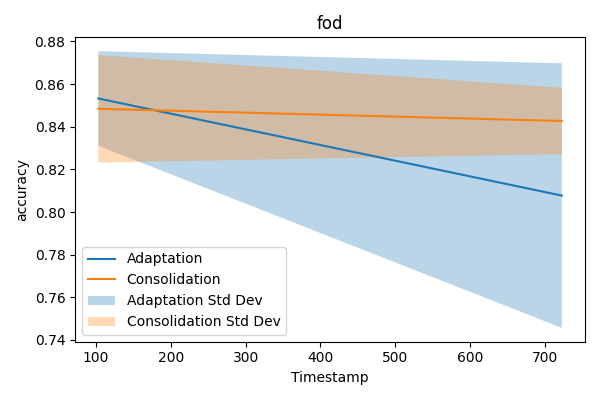 fod
0.88
0.86
0.84
0.82
0.80
0.78
0.76
0.74
accuracy
Adaptation
Consolidation
Adaptation Std Dev
Consolidation Std Dev
100 200 300 400 500 600 700
Timestamp